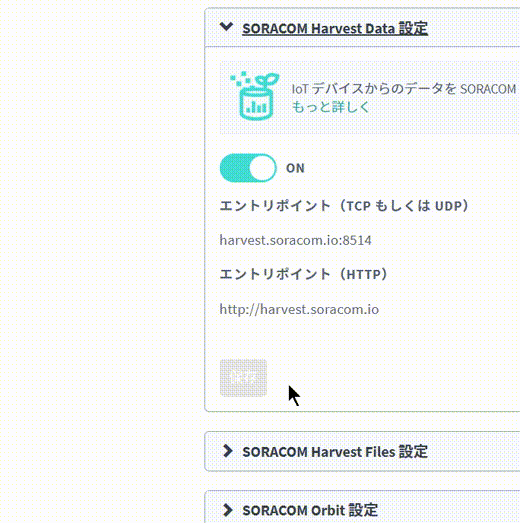 SORACOM Harvest Data 設定
IoT デバイスからのデータを SORACOM
もっと詳しく
ON
エントリポイント（TCP もしくは UDP）
harvest.soracom.io:8514
エントリポイント（HTTP）
http://harvest.soracom.io
SORACOM Harvest Files 設定
SORACOM Orbit 設定